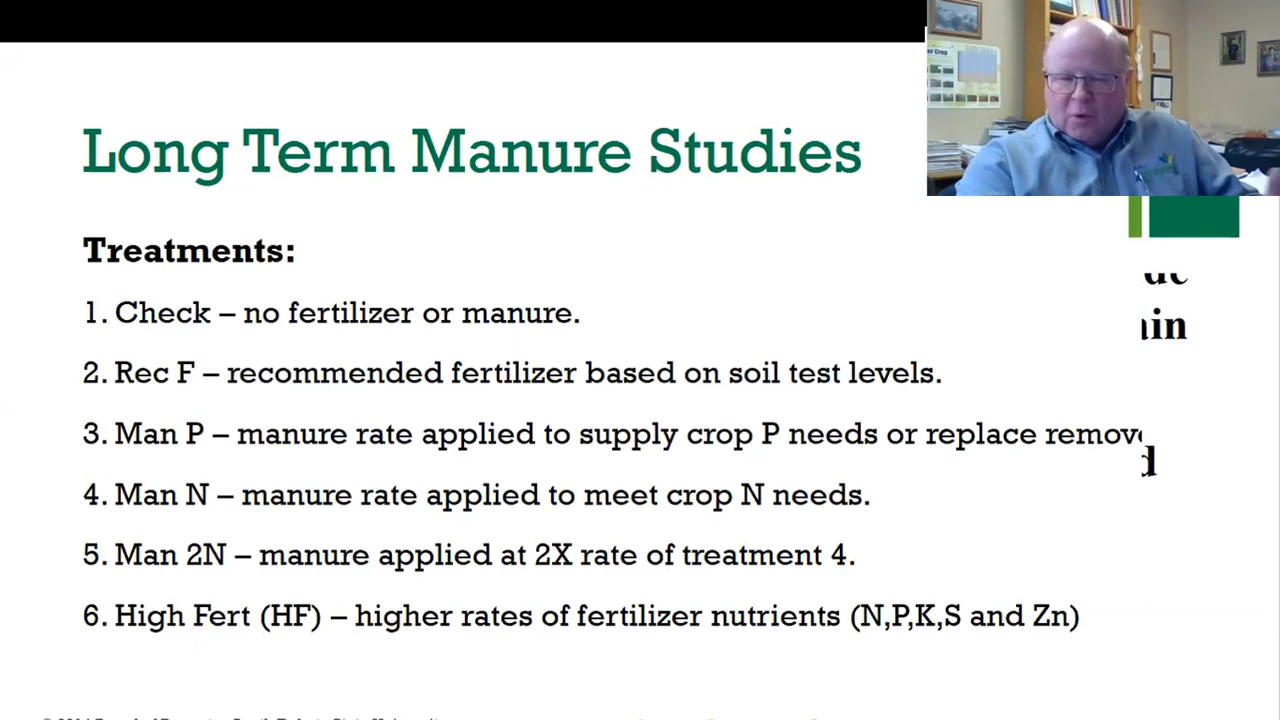 Long Term Manure Studies
Treatments:
1. Check – no fertilizer or manure.
2. Rec F – recommended fertilizer based on soil test levels.
3. Man P – manure rate applied to supply crop P needs or replace
4. Man N – manure rate applied to meet crop N needs.
5. Man 2N – manure applied at 2X rate of treatment 4.
6. High Fert (HF) – higher rates of fertilizer nutrients (N,P,K,S and Zn)